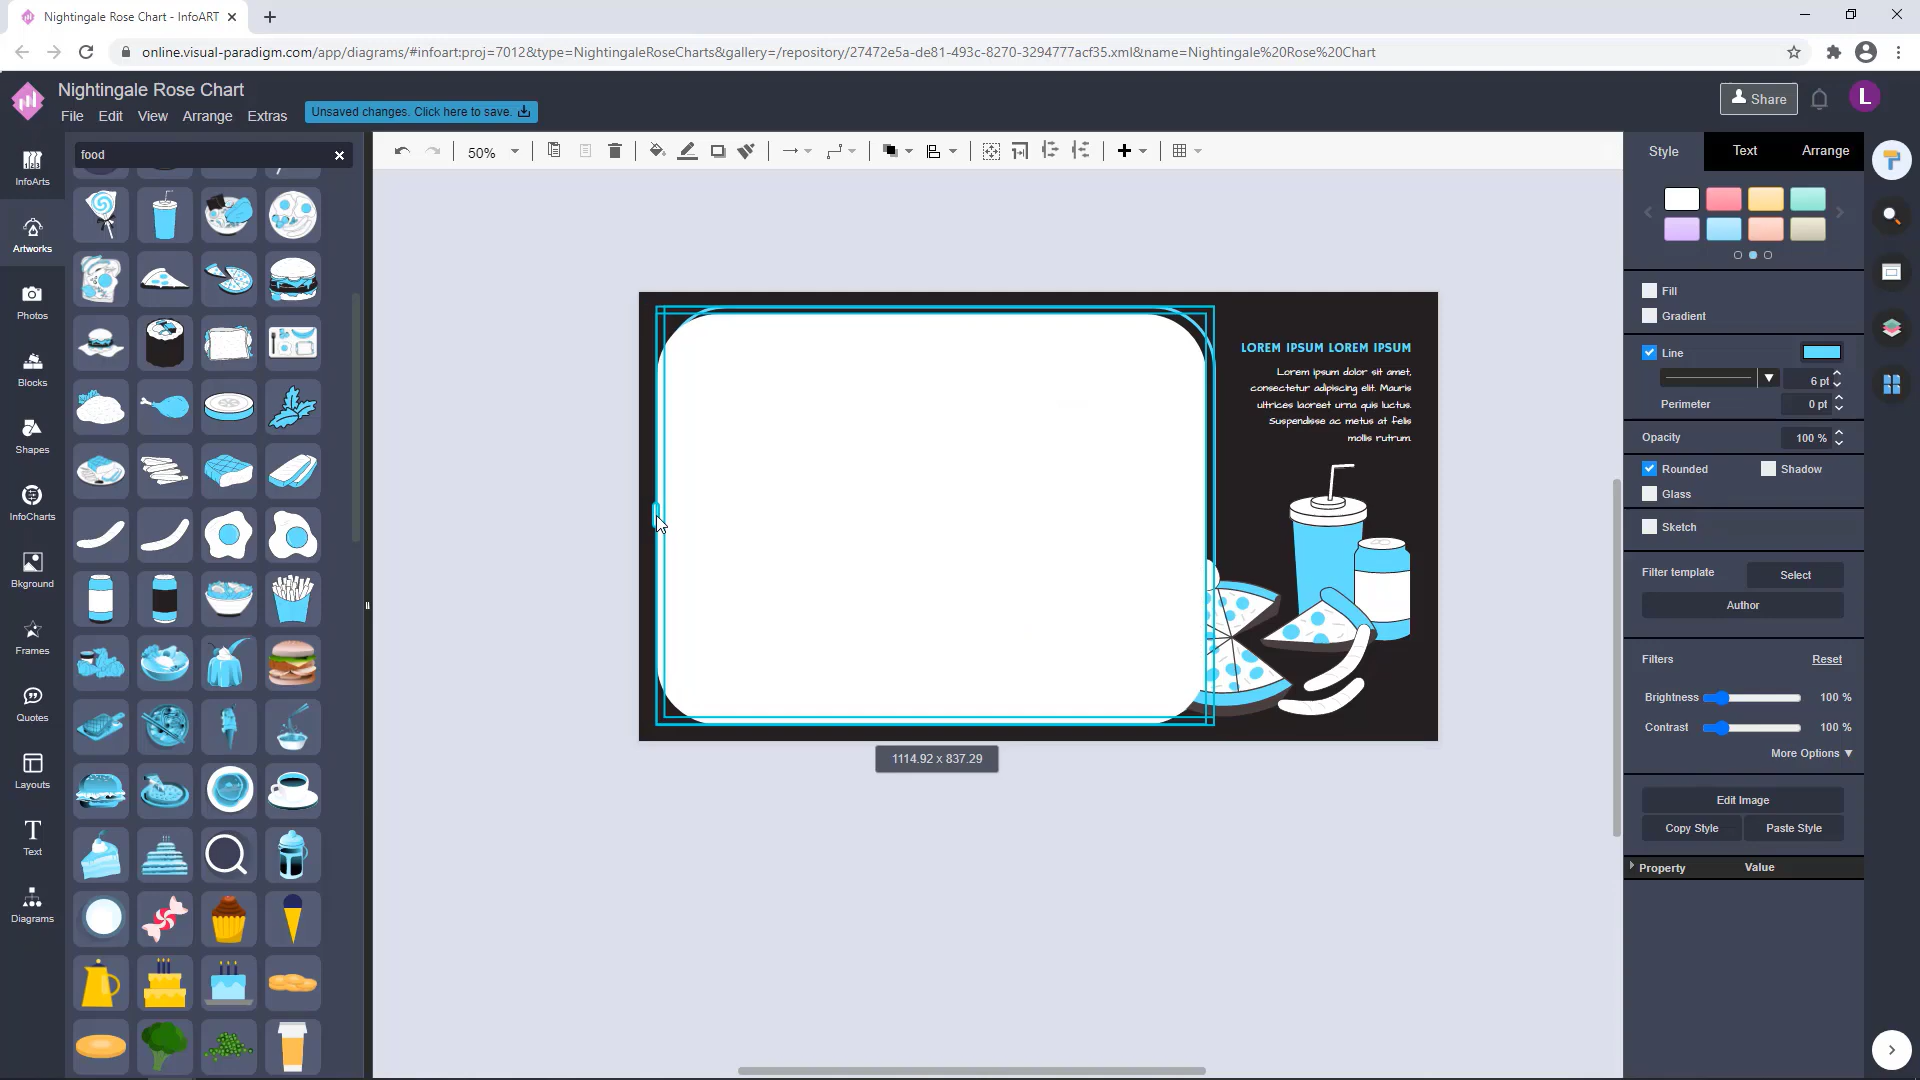 Nightingale Rose Chart - InfoART
online.visual-paradigm.com/app/diagrams/#infoart:proj=7012&type=NightingaleRoseCharts&gallery=/repository/27472e5a-de81-493c-8270-3294777acf35.xml&name=Nightingale%20Rose%20Chart
Nightingale Rose Chart
File Edit View Arrange Extras
Unsaved changes. Click here to save.
Share
L
InfoArts
Artworks
Photos
Blocks
Shapes
InfoCharts
Bkground
Frames
Quotes
Layouts
T
Text
Diagrams
food
50%
LOREM IPSUM LOREM IPSUM
Lorem ipsum dolor sit amet,
consectetur adipiscing elit. Mauris
ultrices laoreet urna quis luctus.
Suspendisse ac metus at felis
mollis rutrum.
1114.92 x 837.29
Style Text Arrange
Fill
Gradient
Line
6 pt
Perimeter 0 pt
Opacity 100 %
Rounded Shadow
Glass
Sketch
Filter template Select
Author
Filters Reset
Brightness 100 %
Contrast 100 %
More Options
Edit Image
Copy Style Paste Style
Property Value